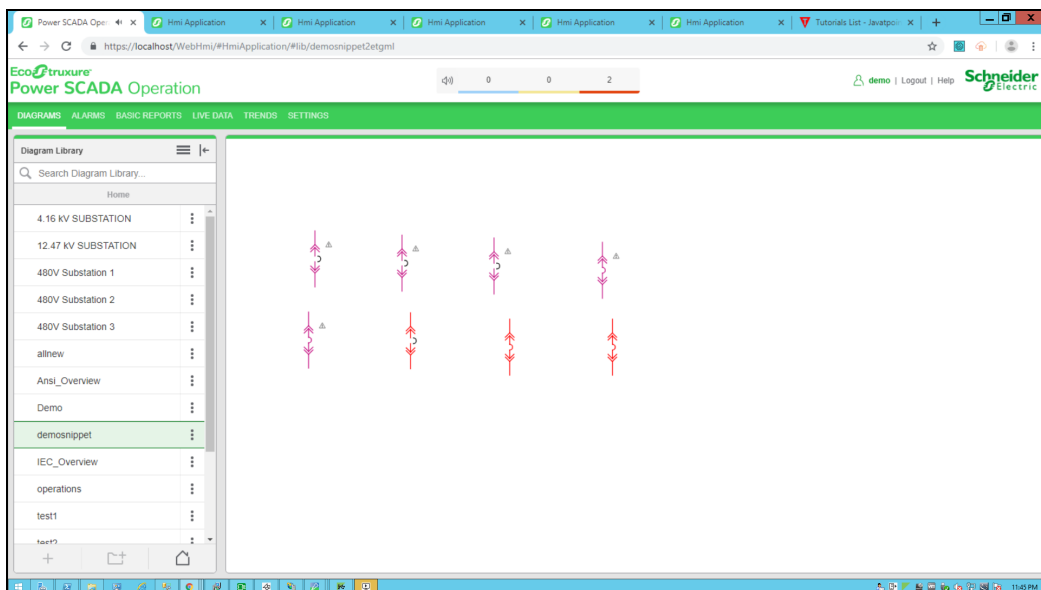 Power SCADA Oper
Hmi Application
Hmi Application
Hmi Application
Hmi Application
Hmi Application
Tutorials List - Javatpoin
https://localhost/WebHmi/#HmiApplication/#lib/demosnippet2etgml
EcoStruxure
Power SCADA Operation
0 0 2
demo | Logout | Help
Schneider
Electric
DIAGRAMS ALARMS BASIC REPORTS LIVE DATA TRENDS SETTINGS
Diagram Library
Search Diagram Library...
Home
4.16 kV SUBSTATION
12.47 kV SUBSTATION
480V Substation 1
480V Substation 2
480V Substation 3
allnew
Ansi_Overview
Demo
demosnippet
IEC_Overview
operations
test1
test2
11:45 PM